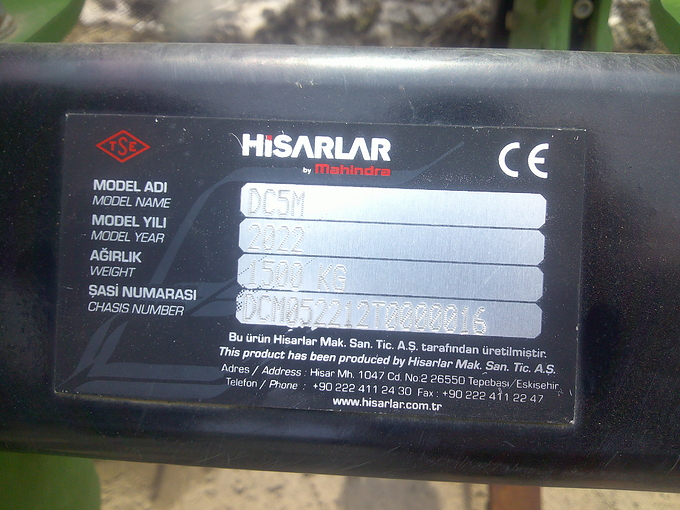 TSE
HiSARLAR
by Mahindra
CE
MODEL ADI
MODEL NAME
DC5M
MODEL YILI
MODEL YEAR
2022
AĞIRLIK
WEIGHT
1500 KG
ŞASİ NUMARASI
CHASIS NUMBER
DCM052212T0000016
Bu ürün Hisarlar Mak. San. Tic. A.Ş. tarafından üretilmiştir.
This product has been produced by Hisarlar Mak. San. Tic. A.Ş.
Adres / Address : Hisar Mh. 1047 Cd. No:2 26550 Tepebaşı/Eskişehir
Telefon / Phone : +90 222 411 24 30 Fax : +90 222 411 22 47
www.hisarlar.com.tr